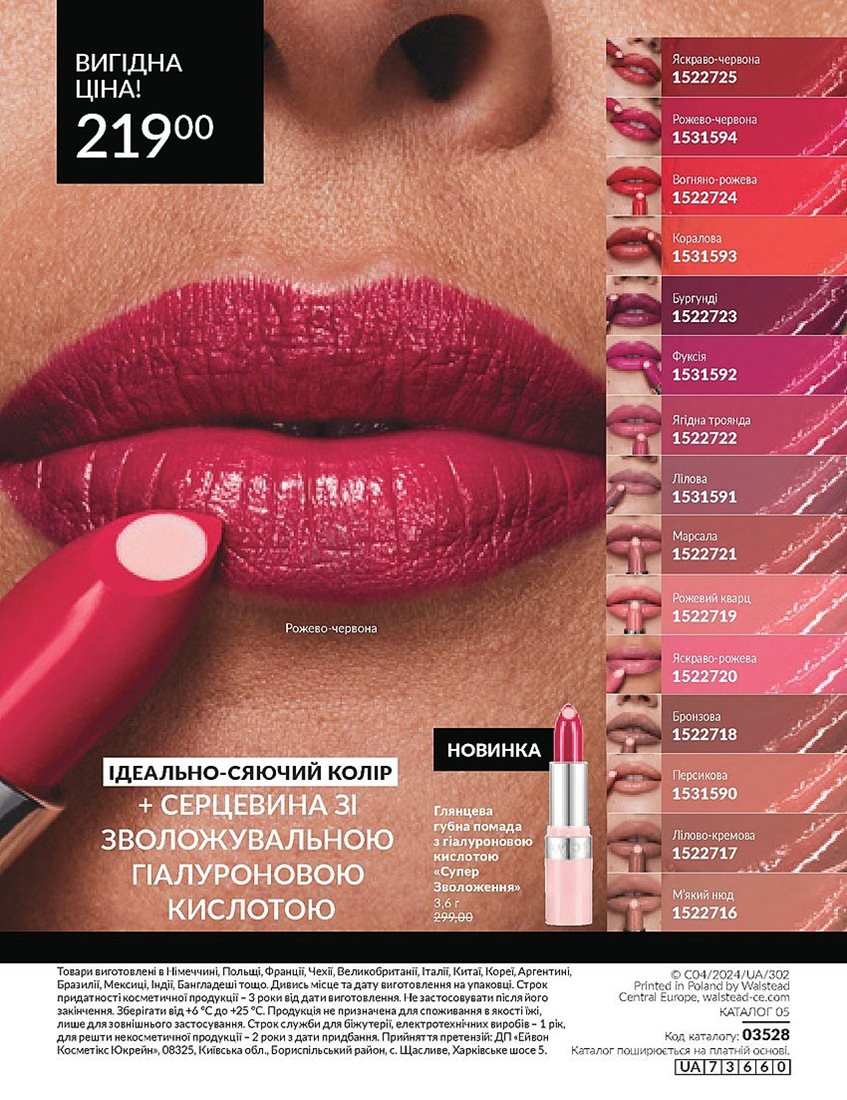 ВИГІДНА
ЦІНА!
219⁰⁰
Яскраво-червона
1522725
Рожево-червона
1531594
Вогняно-рожева
1522724
Коралова
1531593
Бургунді
1522723
Фуксія
1531592
Ягідна троянда
1522722
Лілова
1531591
Марсала
1522721
Рожевий кварц
1522719
Яскраво-рожева
1522720
Бронзова
1522718
Персикова
1531590
Лілово-кремова
1522717
М'який нюд
1522716
Рожево-червона
ІДЕАЛЬНО-СЯЮЧИЙ КОЛІР
+ СЕРЦЕВИНА ЗІ
ЗВОЛОЖУВАЛЬНОЮ
ГІАЛУРОНОВОЮ
КИСЛОТОЮ
НОВИНКА
Глянцева
губна помада
з гіалуроновою
кислотою
«Супер
Зволоження»
3,6 г
299,00
Товари виготовлені в Німеччині, Польщі, Франції, Чехії, Великобританії, Італії, Китаї, Кореї, Аргентині,
Бразилії, Мексиці, Індії, Бангладеші тощо. Дивись місце та дату виготовлення на упаковці. Строк
придатності косметичної продукції – 3 роки від дати виготовлення. Не застосовувати після його
закінчення. Зберігати від +6 °С до +25 °С. Продукція не призначена для споживання в якості їжі,
лише для зовнішнього застосування. Строк служби для біжутерії, електротехнічних виробів – 1 рік,
для решти некосметичної продукції – 2 роки з дати придбання. Прийняття претензій: ДП «Ейвон
Косметікс Юкрейн», 08325, Київська обл., Бориспільський район, с. Щасливе, Харківське шосе 5.
© C04/2024/UA/302
Printed in Poland by Walstead
Central Europe, walstead-ce.com
КАТАЛОГ 05
Код каталогу: 03528
Каталог поширюється на платній основі.
UA73660